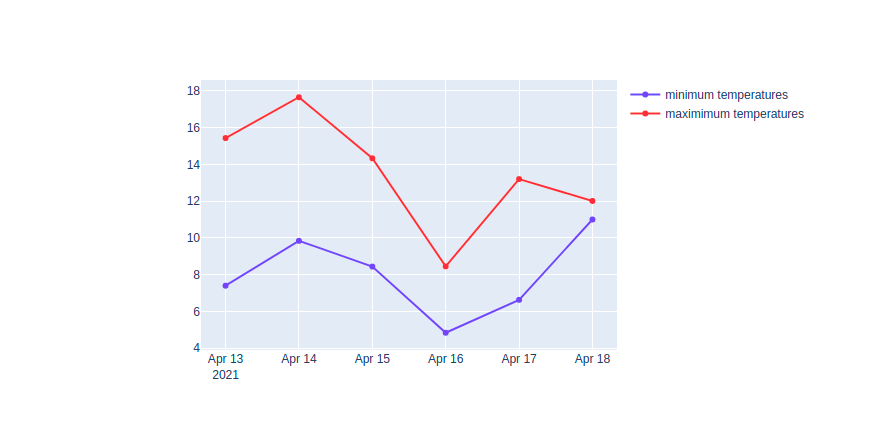 18
16
14
12
10
8
6
4
Apr 13
2021
Apr 14
Apr 15
Apr 16
Apr 17
Apr 18
minimum temperatures
maximimum temperatures